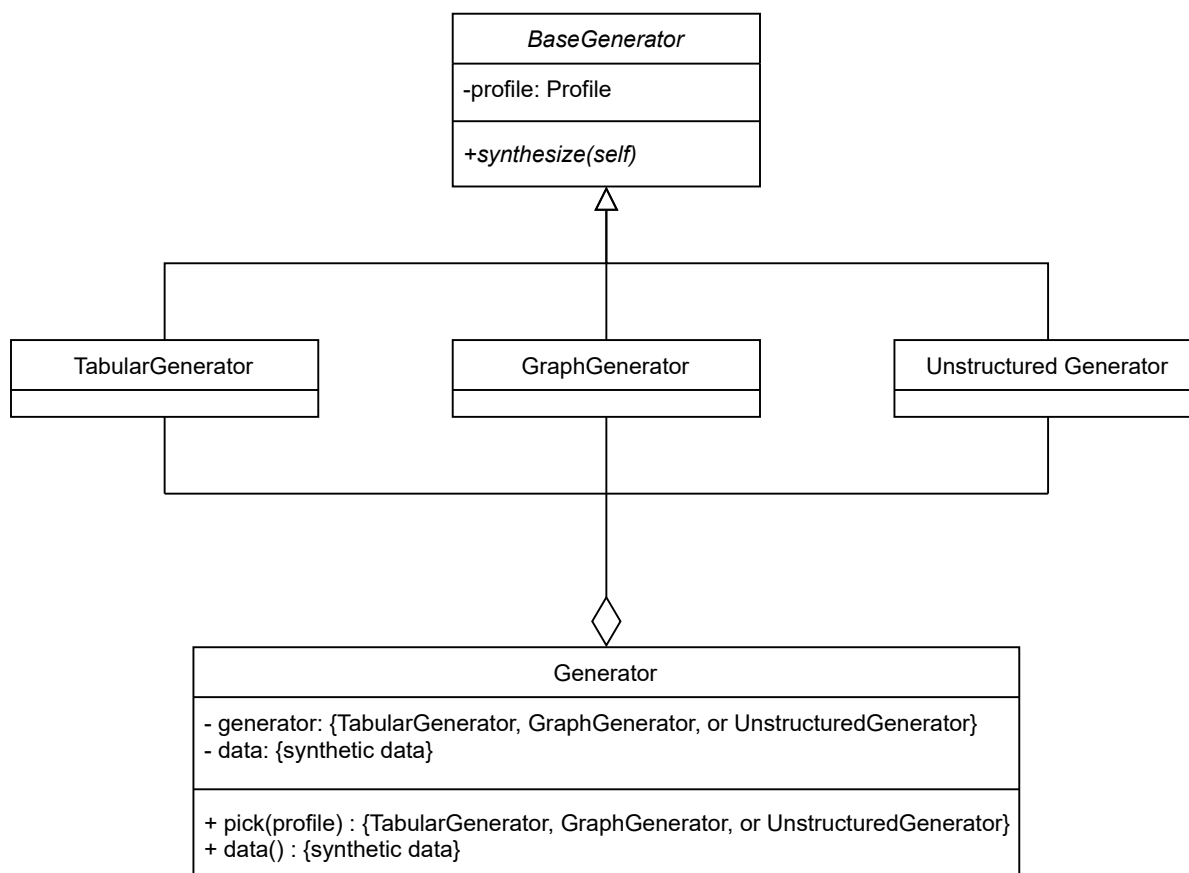 BaseGenerator
-profile: Profile
+synthesize(self)
TabularGenerator
GraphGenerator
Unstructured Generator
Generator
- generator: {TabularGenerator, GraphGenerator, or UnstructuredGenerator}
- data: {synthetic data}
+ pick(profile) : {TabularGenerator, GraphGenerator, or UnstructuredGenerator}
+ data() : {synthetic data}